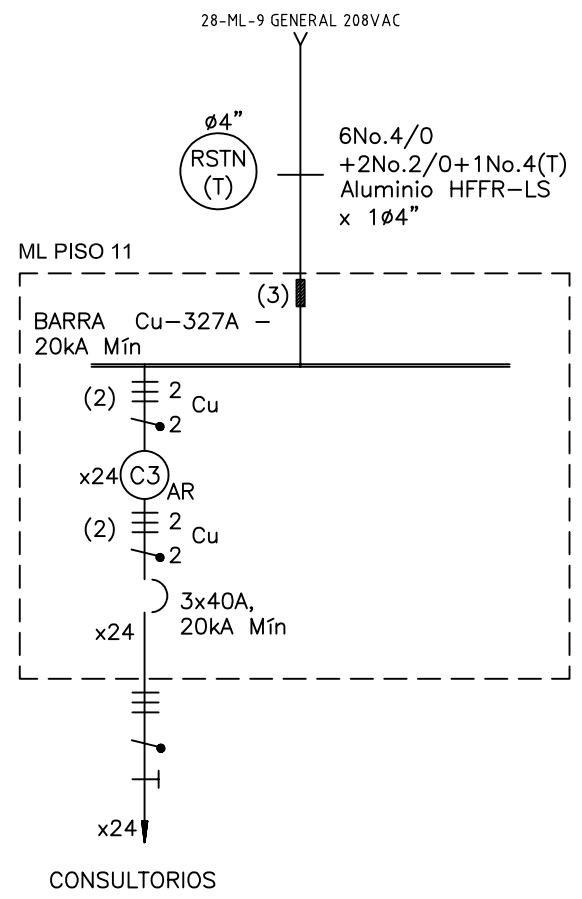 28-ML-9 GENERAL 208VAC
ø4”
RSTN
(T)
6No.4/0
+2No.2/0+1No.4(T)
Aluminio HFFR-LS
x 1ø4”
ML PISO 11
(3)
BARRA Cu-327A -
20kA Mín
(2) 2 Cu
2
x24 C3 AR
(2) 2 Cu
2
3x40A,
20kA Mín
x24
x24
CONSULTORIOS